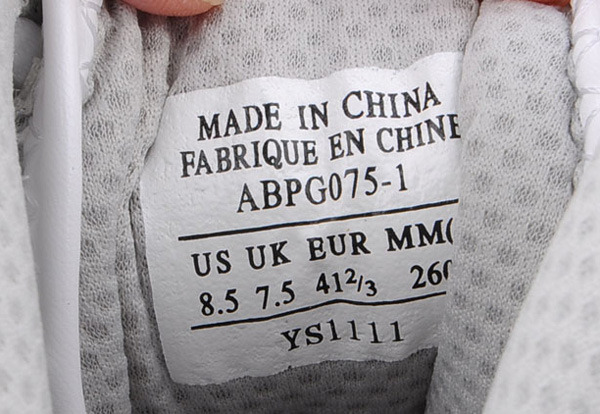 MADE IN CHINA
FABRIQUE EN CHINE
ABPG075-1
US UK EUR MM(
8.5 7.5 41 2/3 260
YS1111